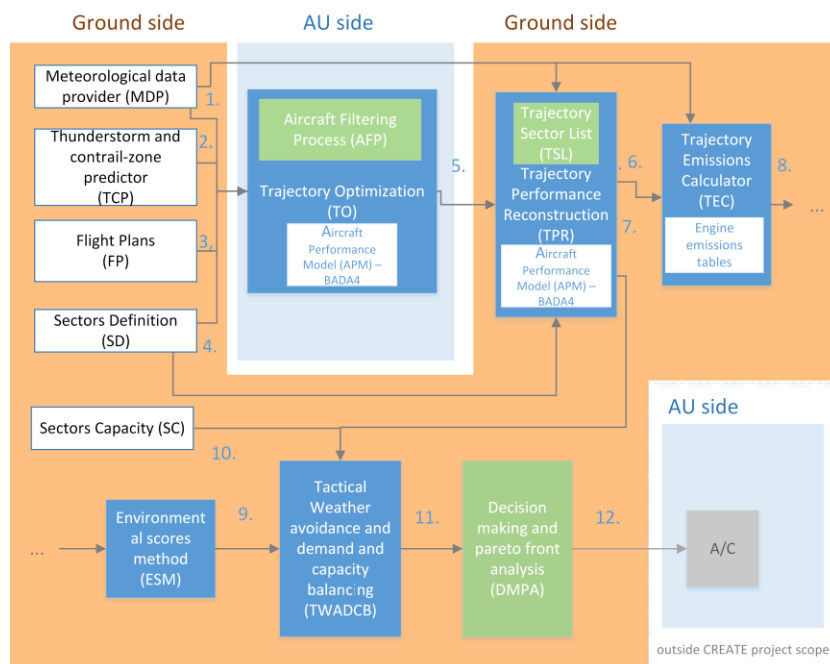 Ground side
AU side
Ground side
Meteorological data
provider (MDP)
1.
Thunderstorm and
contrail-zone
predictor
(TCP)
2.
Flight Plans
(FP)
3,
Sectors Definition
(SD)
4.
Aircraft Filtering
Process (AFP)
Trajectory Optimization
(TO)
Aircraft
Performance
Model (APM) –
BADA4
5.
Trajectory
Sector List
(TSL)
Trajectory
Performance
Reconstruction
(TPR)
Aircraft
Performance
Model (APM) –
BADA4
. 6.
7.
Trajectory
Emissions
Calculator
(TEC)
Engine
emissions
tables
8.
...
Sectors Capacity (SC)
10.
...
Environment
al scores
method
(ESM)
9.
Tactical
Weather
avoidance and
demand and
capacity
balancing
(TWADCB)
11.
Decision
making and
pareto front
analysis
(DMPA)
12.
AU side
A/C
outside CREATE project scope